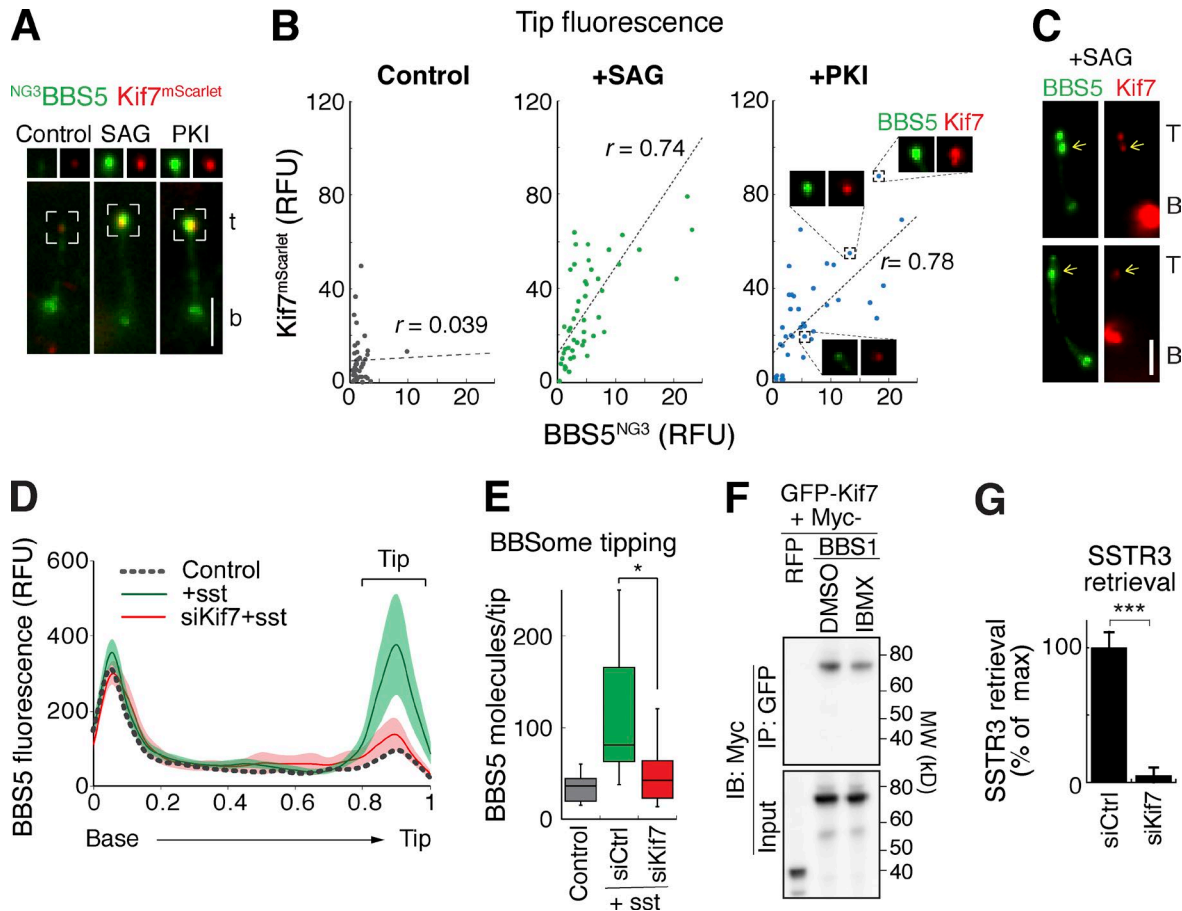 A
NG3BBS5 Kif7mScarlet
Control SAG PKI
t
b
B
Tip fluorescence
Control
+SAG
+PKI
Kif7mScarlet (RFU)
120
80
40
0
0 10 20
r = 0.039
120
80
40
0
0 10 20
r = 0.74
120
80
40
0
0 10 20
r= 0.78
BBS5 Kif7
BBS5NG3 (RFU)
C
+SAG
BBS5 Kif7
T
B
T
B
D
BBS5 fluorescence (RFU)
600
400
200
0
Control
+sst
siKif7+sst
Tip
0 0.2 0.4 0.6 0.8 1
Base Tip
E
BBSome tipping
BBS5 molecules/tip
200
100
0
*
Control
siCtrl
siKif7
+ sst
F
GFP-Kif7
+ Myc-
BBS1
RFP
DMSO
IBMX
IB: Myc
IP: GFP
Input
80
60
50
40
80
60
50
40
MW (kD)
G
SSTR3
retrieval
***
SSTR3 retrieval
(% of max)
100
0
siCtrl
siKif7